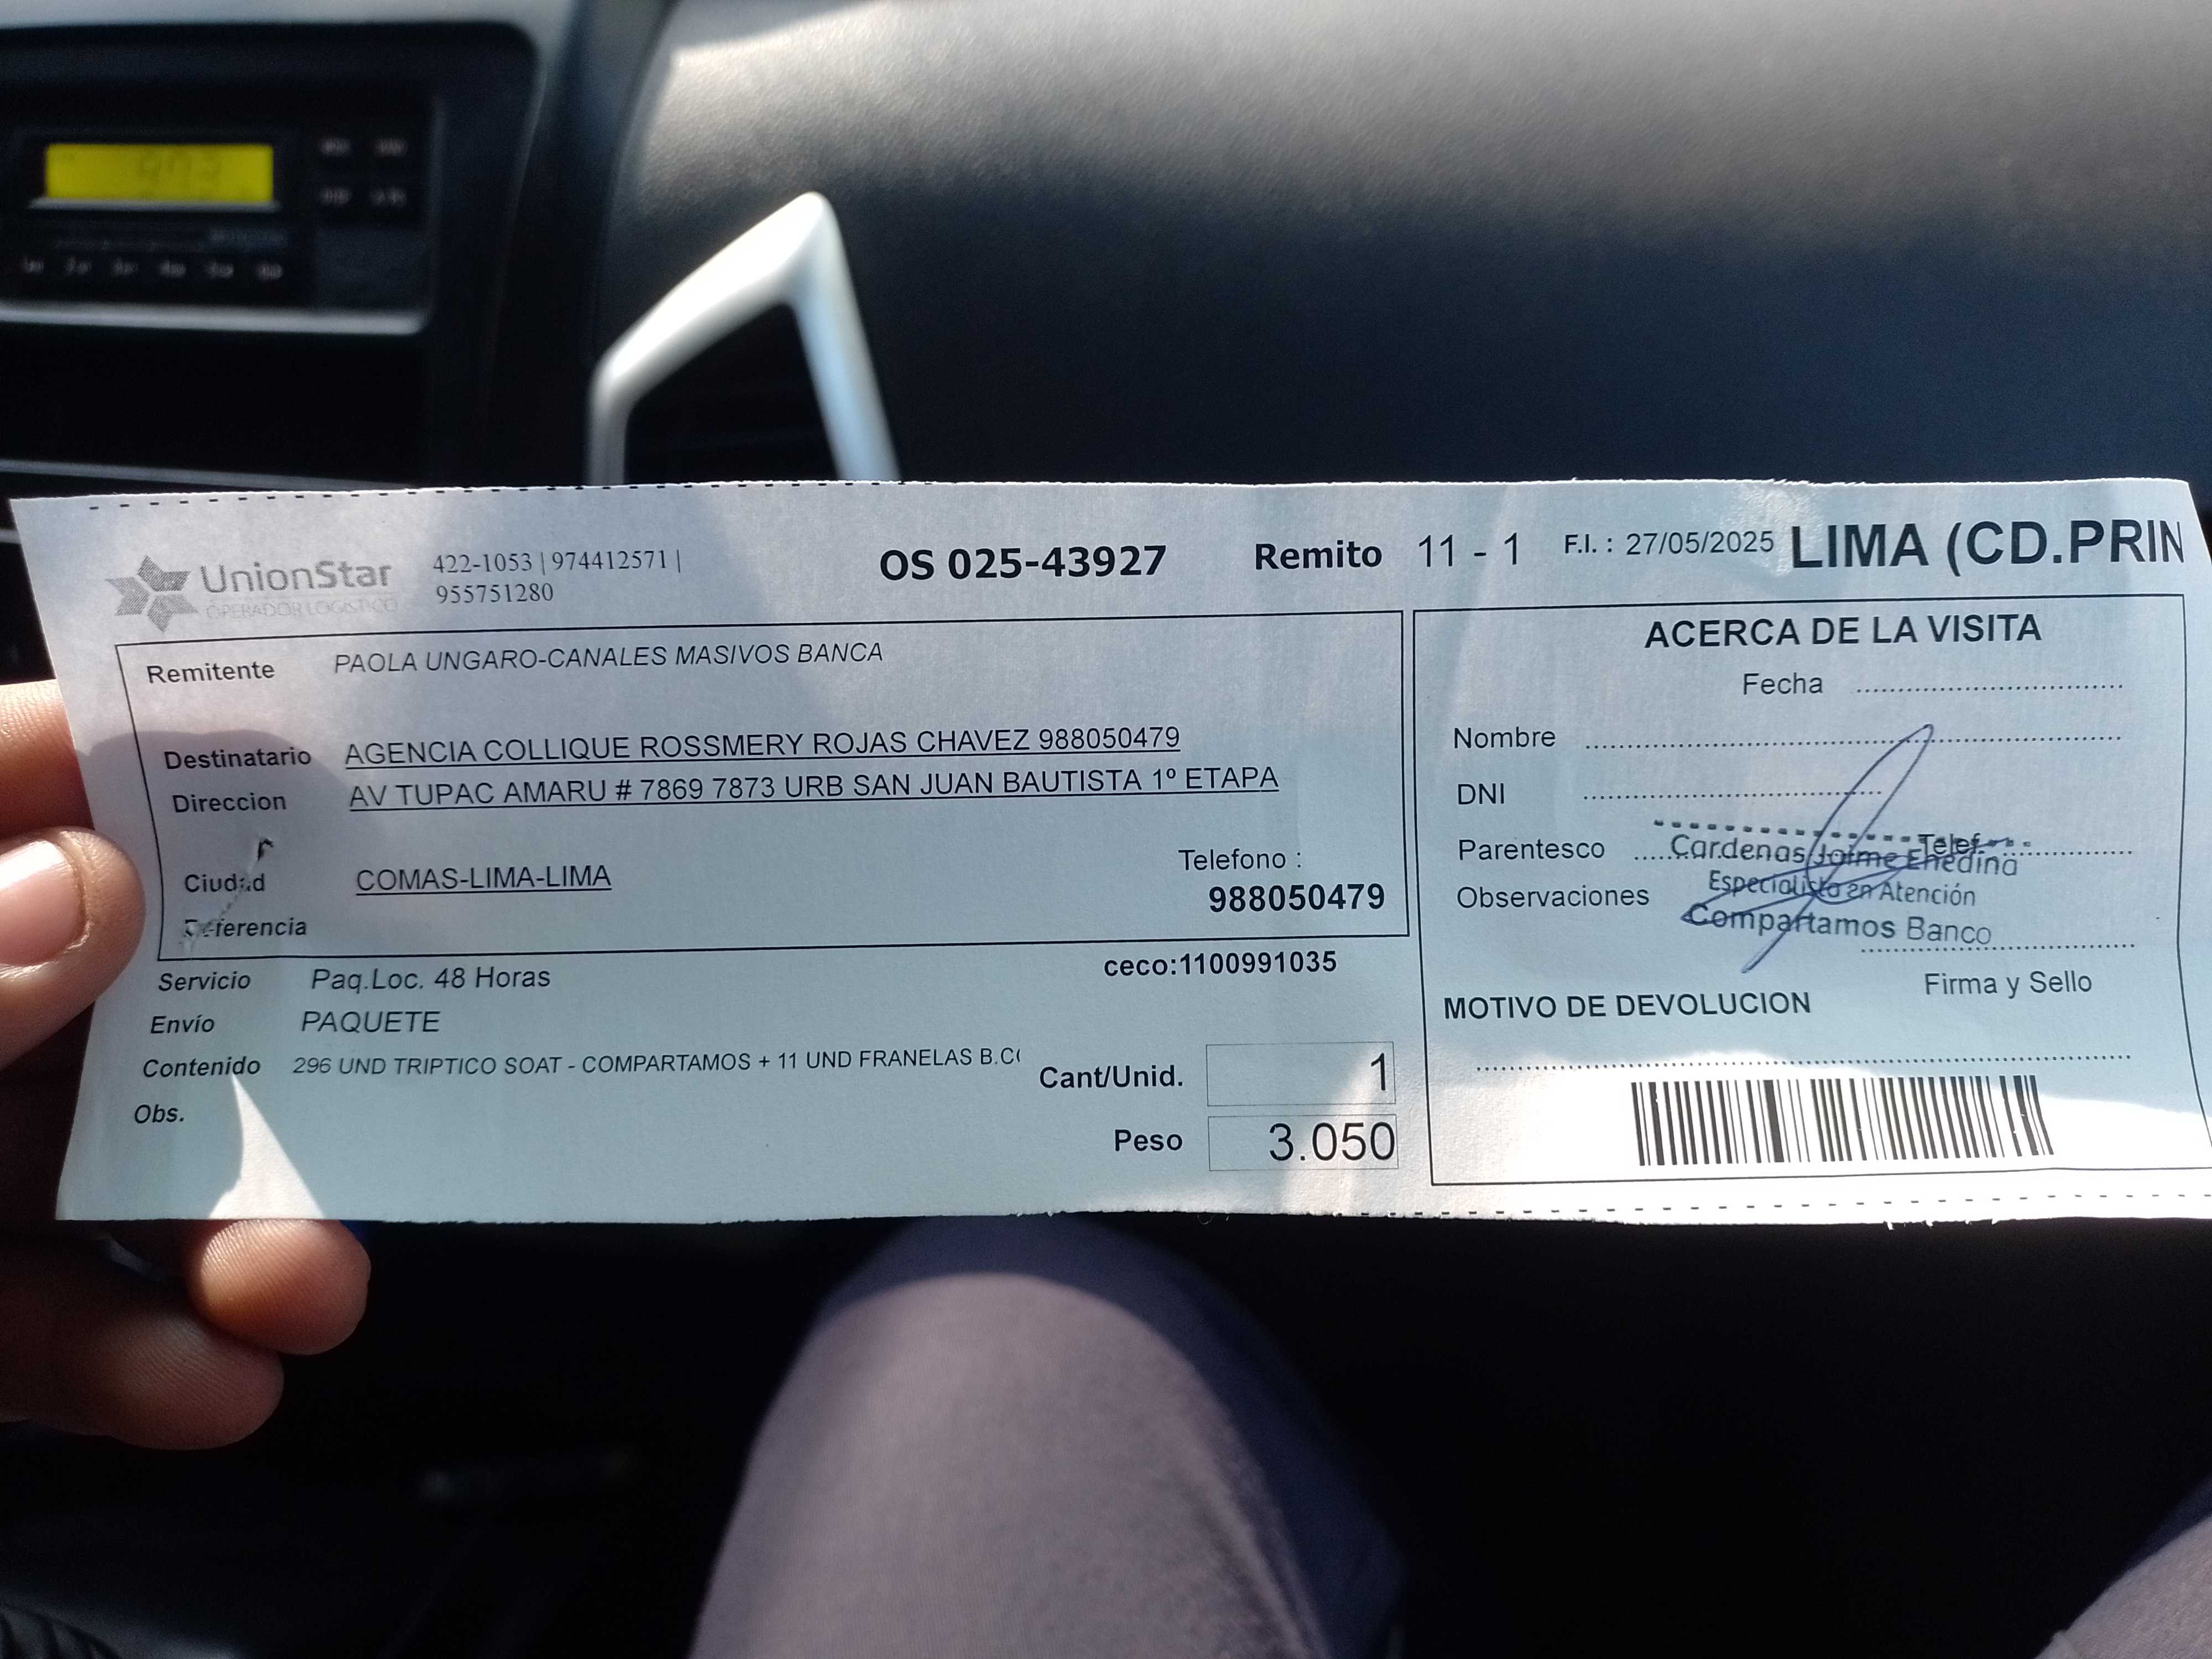 UnionStar
OPERADOR LOGISTICO
422-1053 | 974412571 |
955751280
OS 025-43927
Remito 11 - 1
F.I. : 27/05/2025
LIMA (CD.PRIN
Remitente PAOLA UNGARO-CANALES MASIVOS BANCA
Destinatario AGENCIA COLLIQUE ROSSMERY ROJAS CHAVEZ 988050479
Direccion AV TUPAC AMARU # 7869 7873 URB SAN JUAN BAUTISTA 1º ETAPA
Ciudad COMAS-LIMA-LIMA
Telefono :
988050479
Referencia
Servicio Paq.Loc. 48 Horas
ceco:1100991035
Envío PAQUETE
Contenido 296 UND TRIPTICO SOAT - COMPARTAMOS + 11 UND FRANELAS B.C
Cant/Unid. 1
Obs.
Peso 3.050
ACERCA DE LA VISITA
Fecha
Nombre
DNI
Telef.
Parentesco
Cardenas Jaime Enedina
Observaciones
Especialista en Atención
Compartamos Banco
Firma y Sello
MOTIVO DE DEVOLUCION